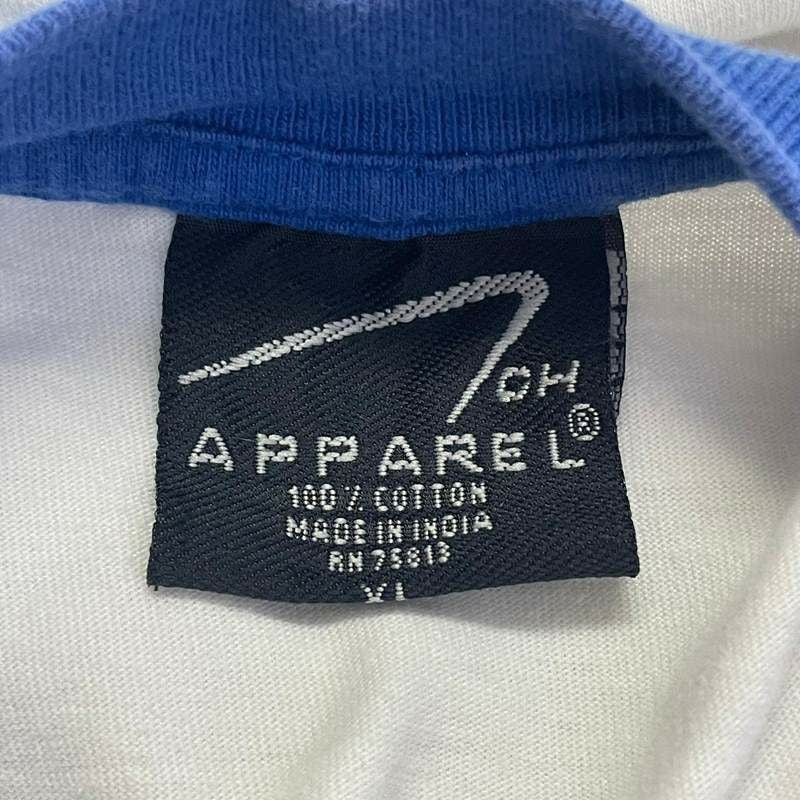 7CH
APPAREL®
100% COTTON
MADE IN INDIA
RN 75813
XL